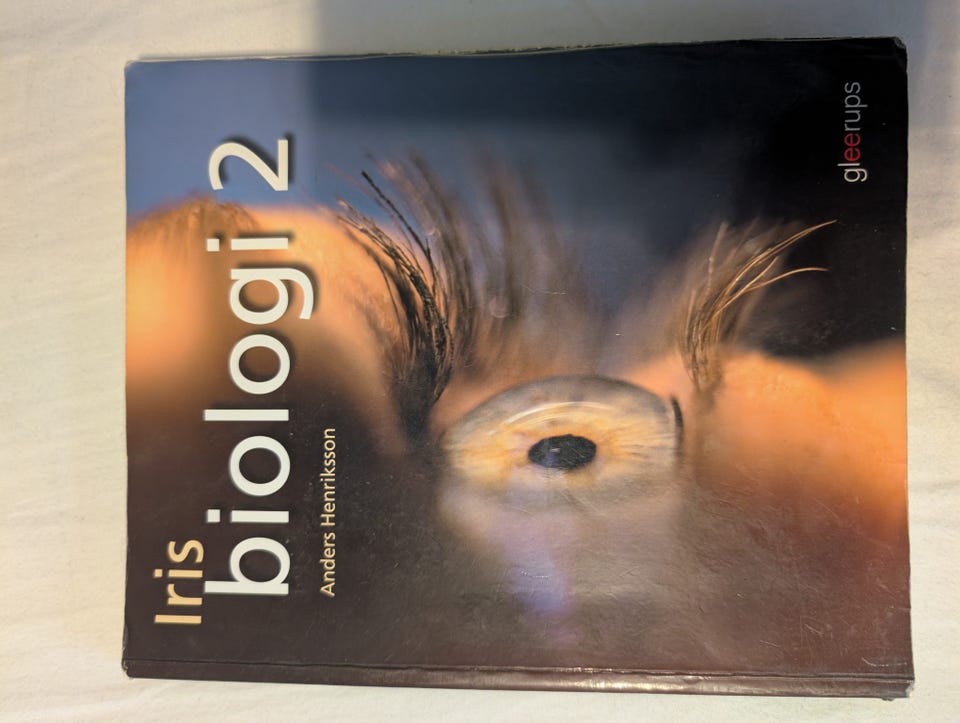 Iris
biologi 2
Anders Henriksson
gleerups